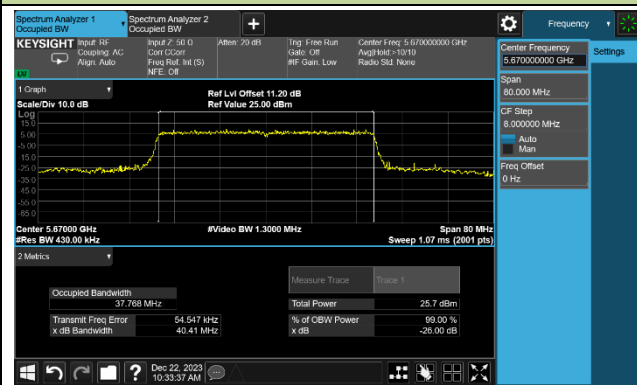 Spectrum Analyzer 1
Occupied BW
Spectrum Analyzer 2
Occupied BW
+
Frequency
KEYSIGHT
Input: RF
Coupling: AC
Align: Auto
Input Z: 50 Ω
Corr CCorr
Freq Ref: Int (S)
NFE: Off
Atten: 20 dB
Trig: Free Run
Gate: Off
#IF Gain: Low
Center Freq: 5.670000000 GHz
Avg|Hold:>10/10
Radio Std: None
Center Frequency
5.670000000 GHz
Settings
Span
80.000 MHz
CF Step
8.000000 MHz
Auto
Man
Freq Offset
0 Hz
1 Graph
Scale/Div 10.0 dB
Ref Lvl Offset 11.20 dB
Ref Value 25.00 dBm
Log
15.0
5.00
-5.00
-15.0
-25.0
-35.0
-45.0
-55.0
-65.0
Center 5.67000 GHz
#Res BW 430.00 kHz
#Video BW 1.3000 MHz
Span 80 MHz
Sweep 1.07 ms (2001 pts)
2 Metrics
Measure Trace
Trace 1
Occupied Bandwidth
37.768 MHz
Total Power
25.7 dBm
Transmit Freq Error
54.547 kHz
% of OBW Power
99.00 %
x dB Bandwidth
40.41 MHz
x dB
-26.00 dB
?
Dec 22, 2023
10:33:37 AM